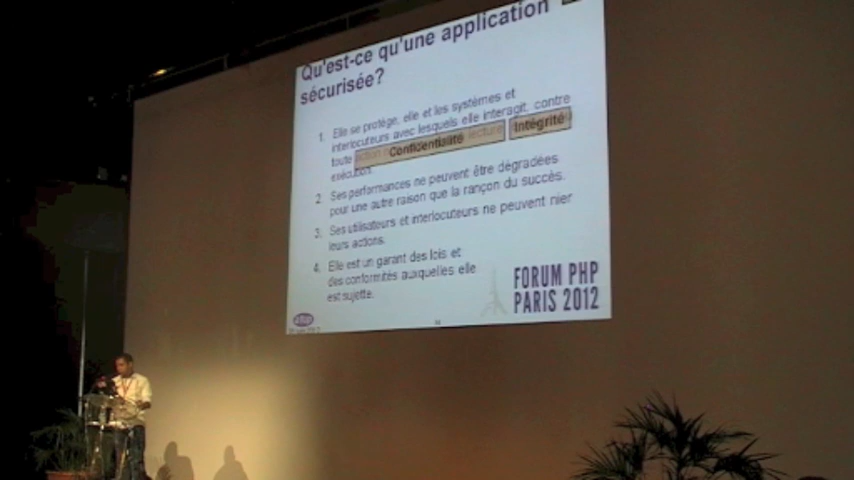 Qu'est-ce qu'une application
sécurisée?
1. Elle se protège, elle et les systèmes et
interlocuteurs avec lesquels elle interagit, contre
toute action lecture
Confidentialité Intégrité
exécution.
2. Ses performances ne peuvent être dégradées
pour une autre raison que la rançon du succès.
3. Ses utilisateurs et interlocuteurs ne peuvent nier
leurs actions.
4. Elle est un garant des lois et
des conformités auxquelles elle
est sujette.
FORUM PHP
PARIS 2012
afup